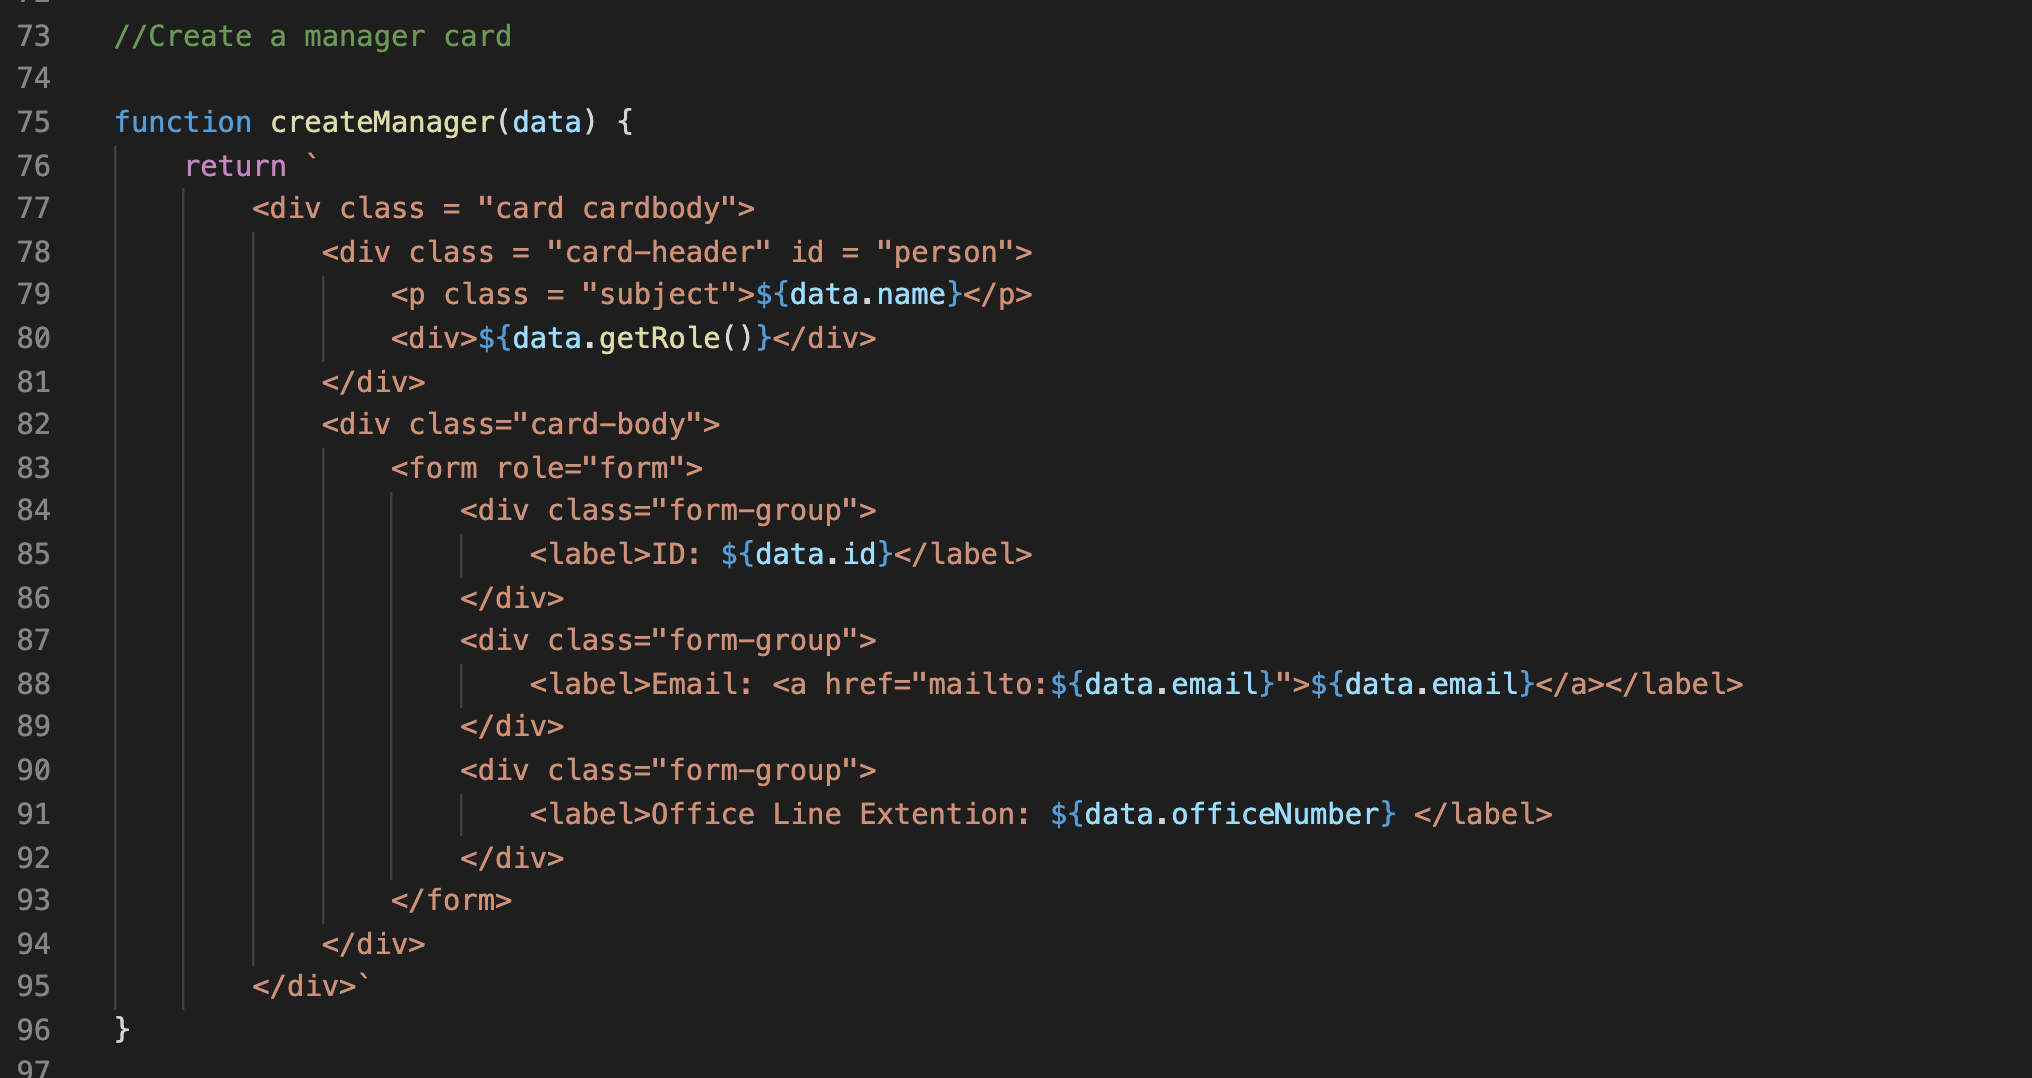 73 //Create a manager card
74
75 function createManager(data) {
76     return `
77         <div class = "card cardbody">
78             <div class = "card-header" id = "person">
79                 <p class = "subject">${data.name}</p>
80                 <div>${data.getRole()}</div>
81             </div>
82             <div class="card-body">
83                 <form role="form">
84                     <div class="form-group">
85                         <label>ID: ${data.id}</label>
86                     </div>
87                     <div class="form-group">
88                         <label>Email: <a href="mailto:${data.email}">${data.email}</a></label>
89                     </div>
90                     <div class="form-group">
91                         <label>Office Line Extention: ${data.officeNumber} </label>
92                     </div>
93                 </form>
94             </div>
95         </div>`
96 }
97